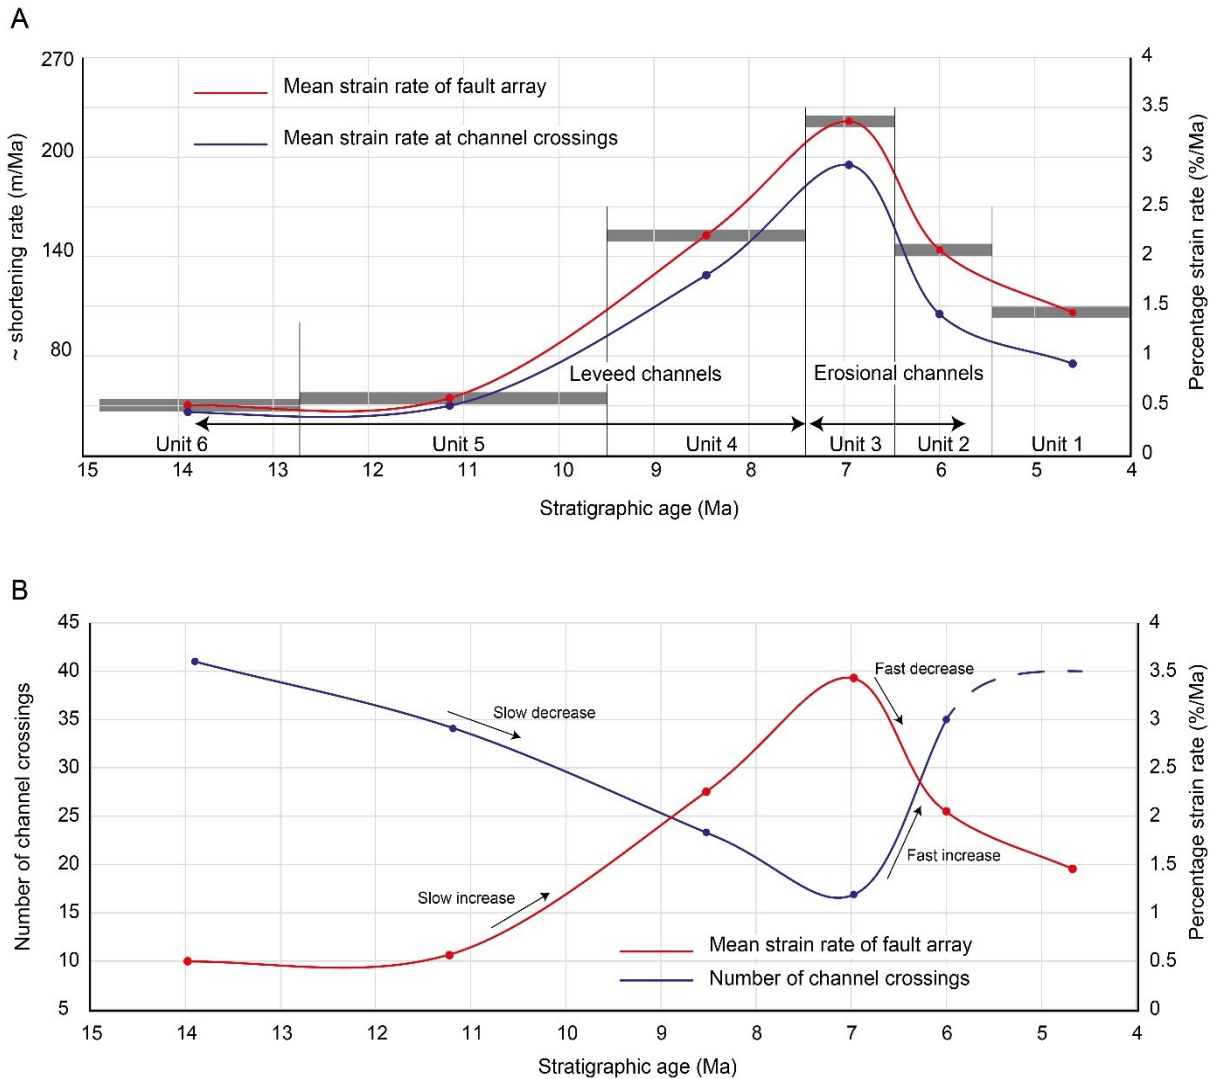 A
270
200
140
80
~ shortening rate (m/Ma)
Mean strain rate of fault array
Mean strain rate at channel crossings
4
3.5
3
2.5
2
1.5
1
0.5
0
Percentage strain rate (%/Ma)
Leveed channels
Erosional channels
Unit 6
Unit 5
Unit 4
Unit 3
Unit 2
Unit 1
15 14 13 12 11 10 9 8 7 6 5 4
Stratigraphic age (Ma)
B
45
40
35
30
25
20
15
10
5
Number of channel crossings
Slow decrease
Fast decrease
Slow increase
Fast increase
Mean strain rate of fault array
Number of channel crossings
4
3.5
3
2.5
2
1.5
1
0.5
0
Percentage strain rate (%/Ma)
15 14 13 12 11 10 9 8 7 6 5 4
Stratigraphic age (Ma)